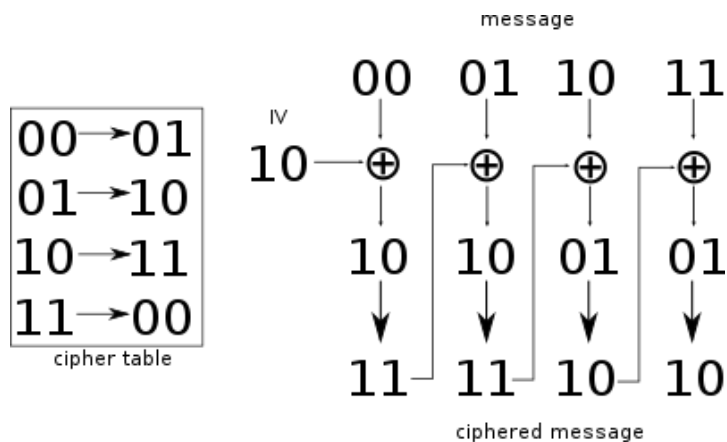 message
00 01 10 11
IV
10
00 01
01 10
10 11
11 00
cipher table
10 10 01 01
11 11 10 10
ciphered message